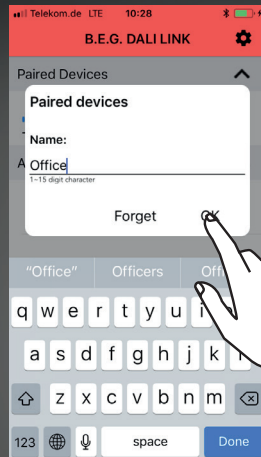 Telekom.de LTE 10:28
B.E.G. DALI LINK
Paired Devices
Paired devices
Name:
A Office
1~15 digit character
Forget OK
"Office" Officers Offi
q w e r t y u i
a s d f g h j k l
z x c v b n m
123 space Done